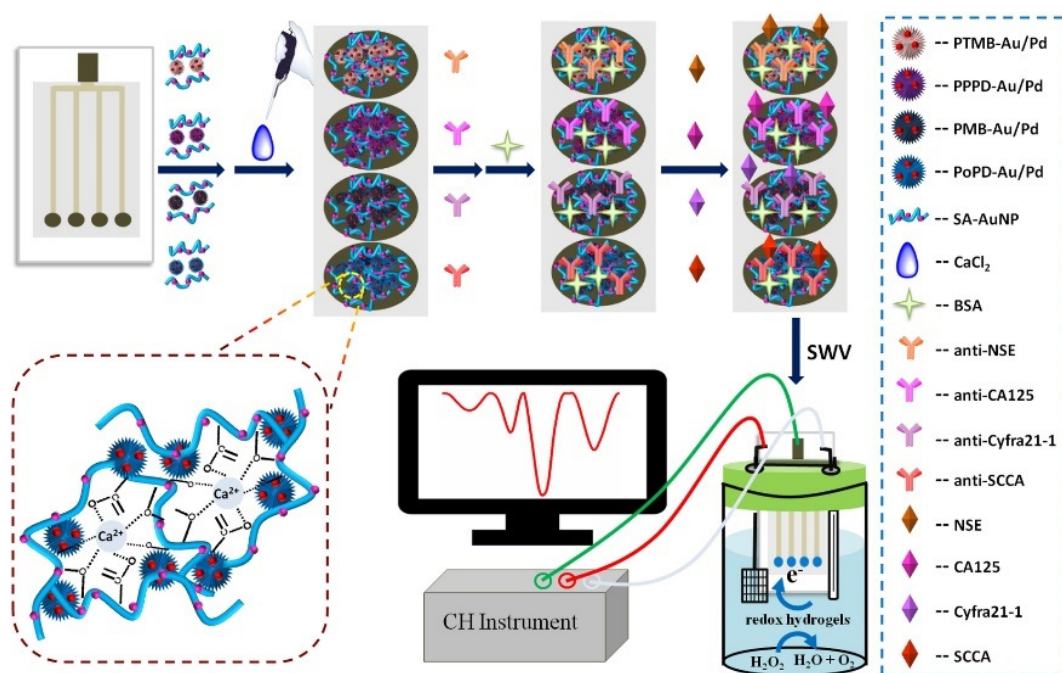 -- PTMB-Au/Pd
-- PPPD-Au/Pd
-- PMB-Au/Pd
-- PoPD-Au/Pd
-- SA-AuNP
-- CaCl₂
-- BSA
-- anti-NSE
-- anti-CA125
-- anti-Cyfra21-1
-- anti-SCCA
-- NSE
-- CA125
-- Cyfra21-1
-- SCCA
SWV
Ca²⁺
Ca²⁺
CH Instrument
e⁻
redox hydrogels
H₂O₂ H₂O + O₂